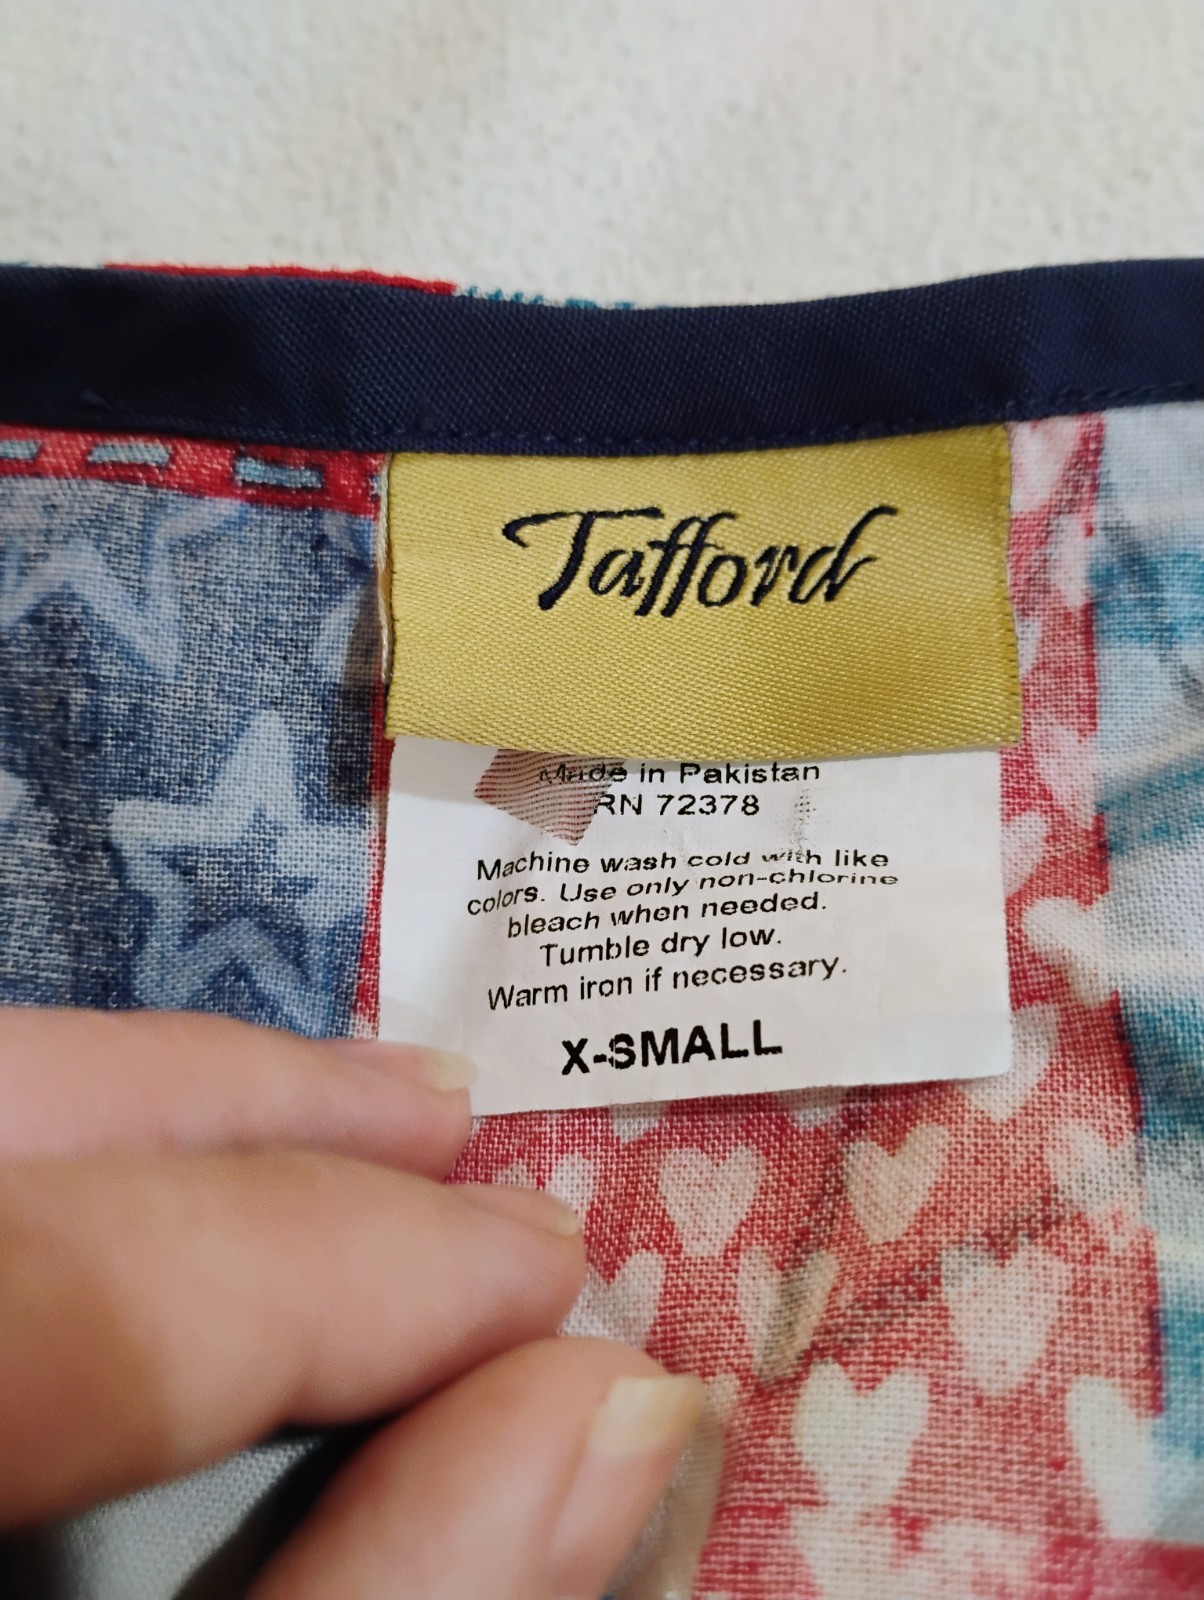 Tafford
Made in Pakistan
RN 72378
Machine wash cold with like
colors. Use only non-chlorine
bleach when needed.
Tumble dry low.
Warm iron if necessary.
X-SMALL